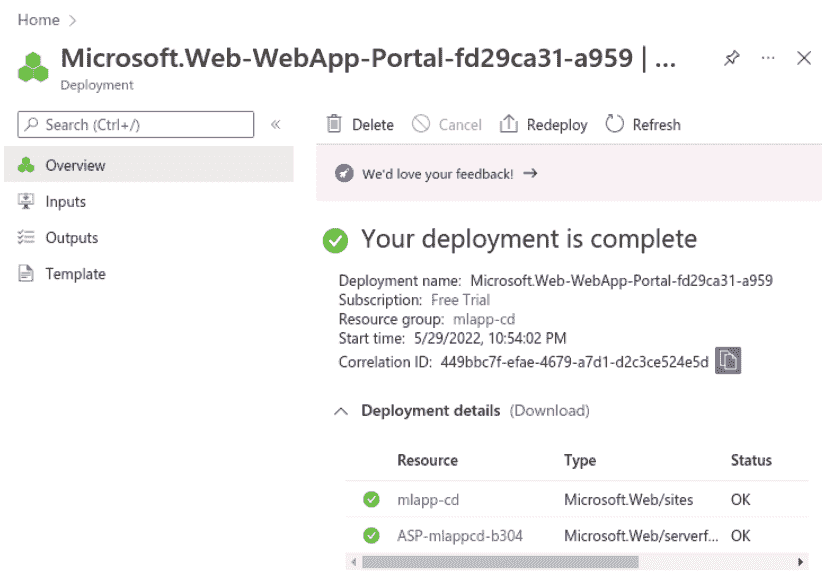 Home >
Microsoft.Web-WebApp-Portal-fd29ca31-a959 | ...
Deployment
Search (Ctrl+/)
«
Delete Cancel Redeploy Refresh
Overview
We'd love your feedback! →
Inputs
Outputs
Template
Your deployment is complete
Deployment name: Microsoft.Web-WebApp-Portal-fd29ca31-a959
Subscription: Free Trial
Resource group: mlapp-cd
Start time: 5/29/2022, 10:54:02 PM
Correlation ID: 449bbc7f-efae-4679-a7d1-d2c3ce524e5d
Deployment details (Download)
Resource Type Status
mlapp-cd Microsoft.Web/sites OK
ASP-mlappcd-b304 Microsoft.Web/serverf... OK